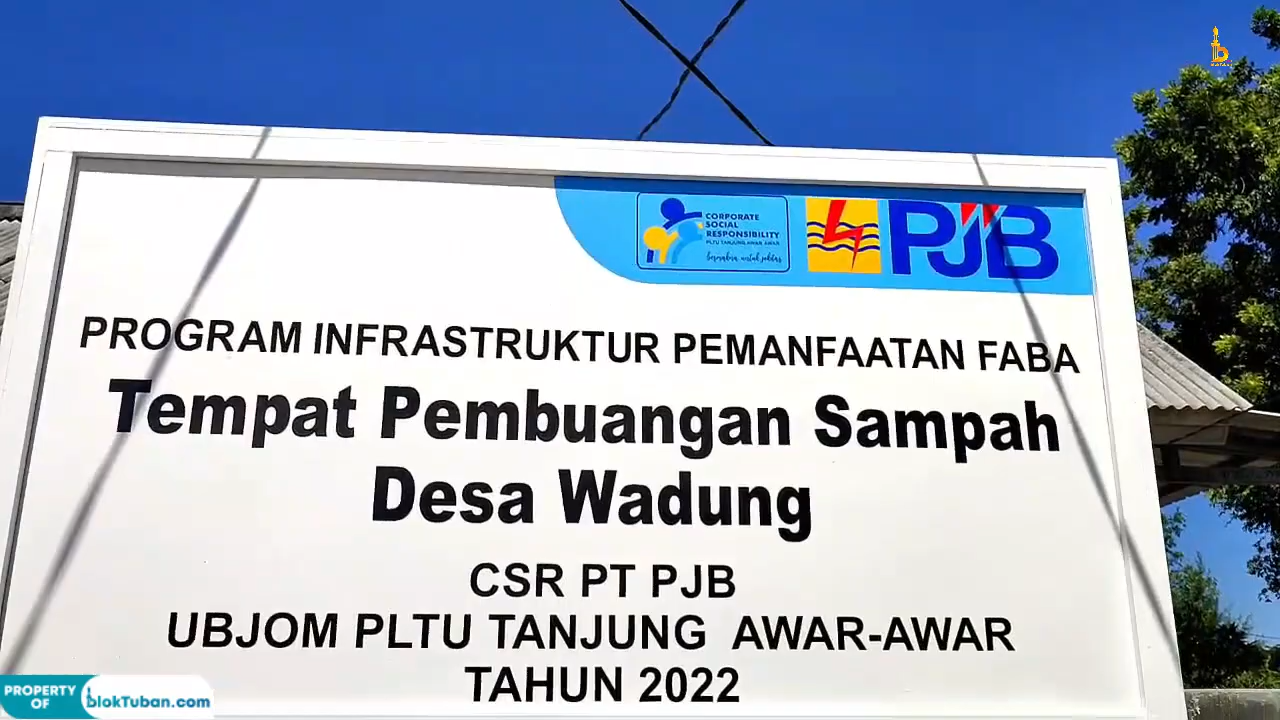 CORPORATE
SOCIAL
RESPONSIBILITY
PLTU TANJUNG AWAR AWAR
PJB
PROGRAM INFRASTRUKTUR PEMANFAATAN FABA
Tempat Pembuangan Sampah
Desa Wadung
CSR PT PJB
UBJOM PLTU TANJUNG AWAR-AWAR
TAHUN 2022
PROPERTY
OF
blokTuban.com